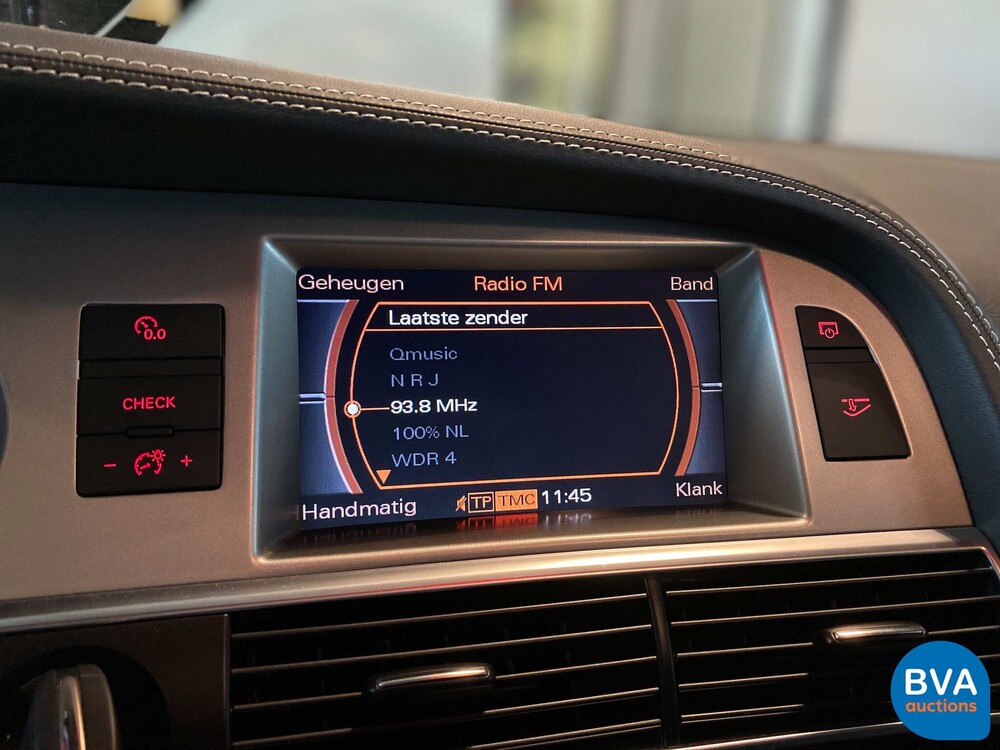 Geheugen Radio FM Band
Laatste zender
Qmusic
N R J
93.8 MHz
100% NL
WDR 4
Handmatig TP TMC 11:45 Klank
0.0
CHECK
- +
BVA
auctions